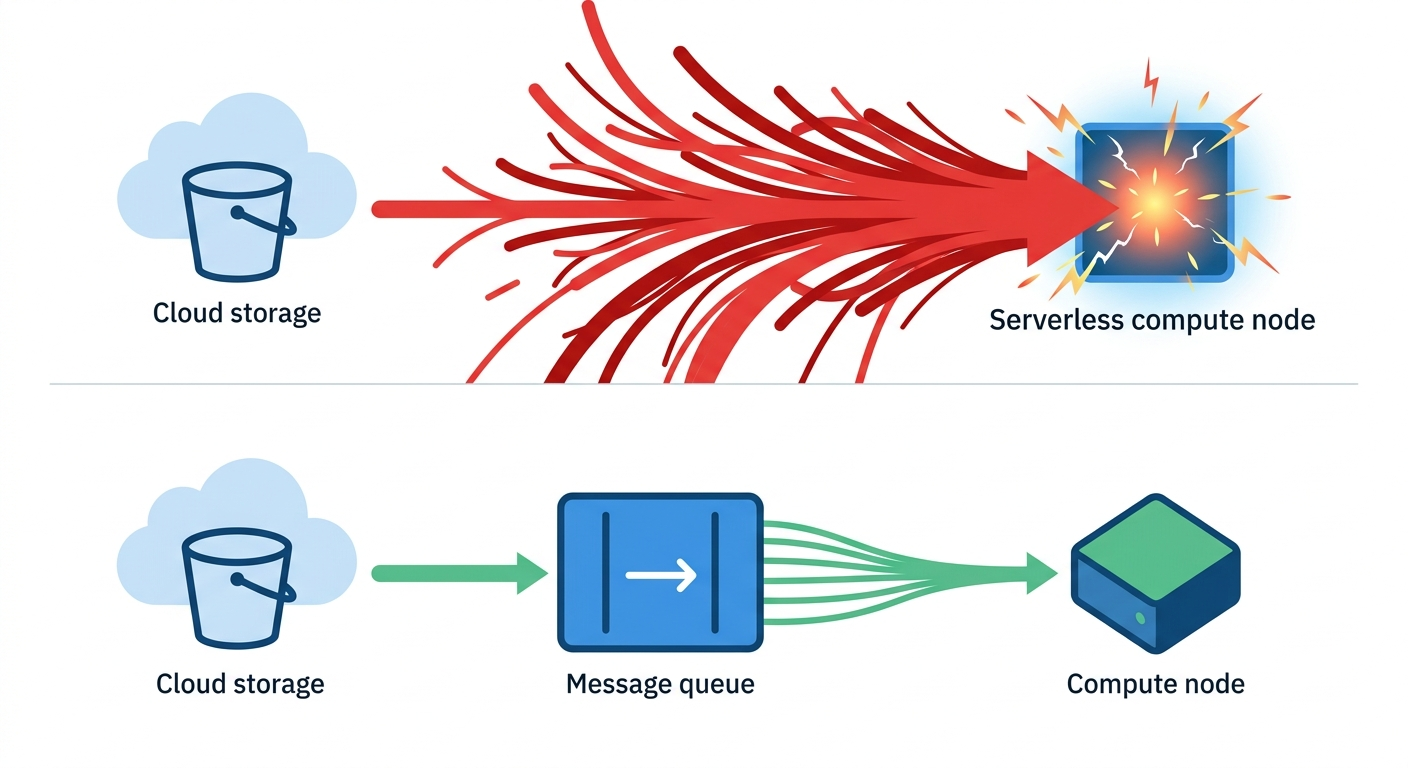 Cloud storage
Serverless compute node
Cloud storage
Message queue
Compute node